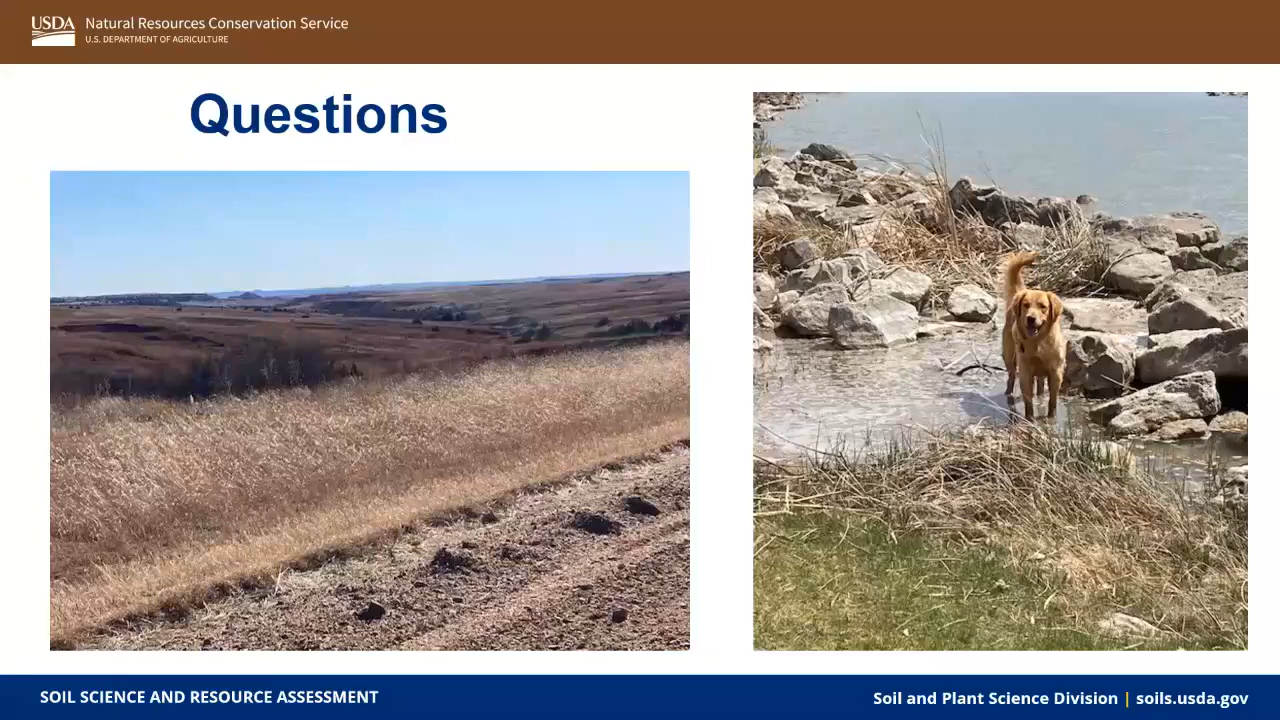 USDA
Natural Resources Conservation Service
U.S. DEPARTMENT OF AGRICULTURE
Questions
SOIL SCIENCE AND RESOURCE ASSESSMENT
Soil and Plant Science Division | soils.usda.gov